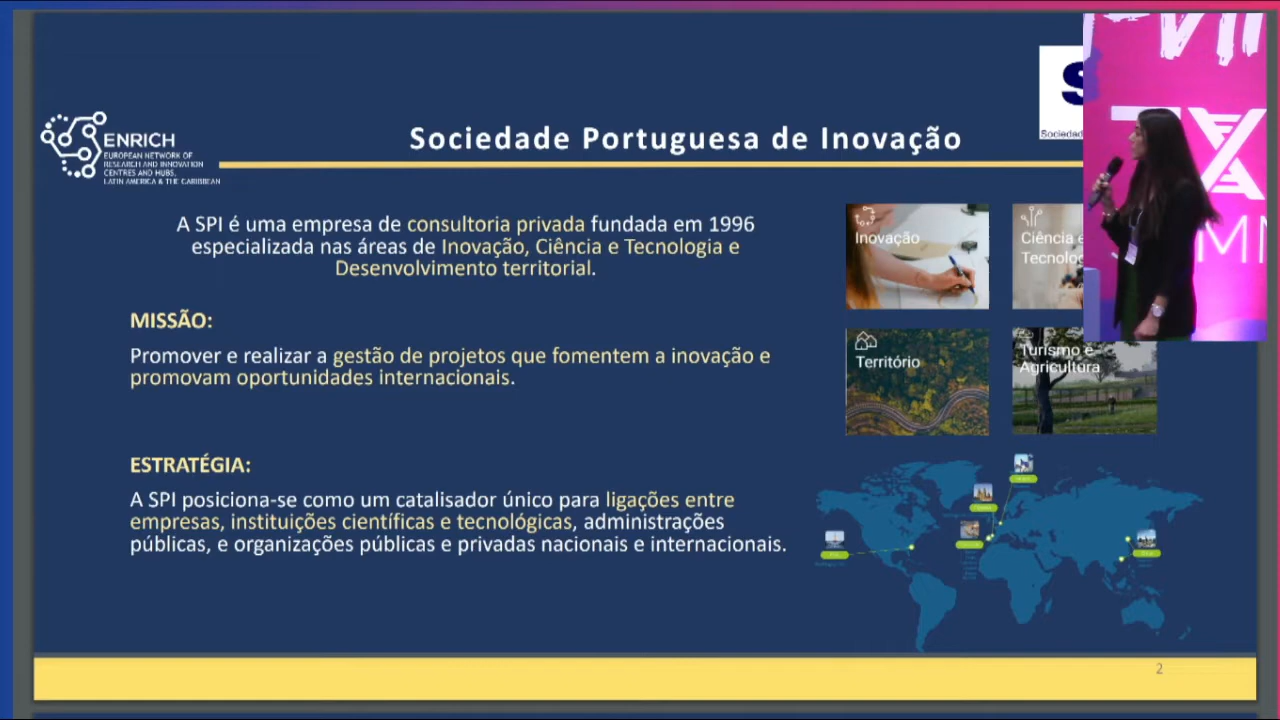 Sociedade Portuguesa de Inovação
ENRICH
EUROPEAN NETWORK OF
RESEARCH AND INNOVATION
CENTRES AND HUBS,
LATIN AMERICA & THE CARIBBEAN
S
Sociedad
A SPI é uma empresa de consultoria privada fundada em 1996
especializada nas áreas de Inovação, Ciência e Tecnologia e
Desenvolvimento territorial.
MISSÃO:
Promover e realizar a gestão de projetos que fomentem a inovação e
promovam oportunidades internacionais.
ESTRATÉGIA:
A SPI posiciona-se como um catalisador único para ligações entre
empresas, instituições científicas e tecnológicas, administrações
públicas, e organizações públicas e privadas nacionais e internacionais.
Inovação
Ciência e
Tecnolo
Território
Turismo e
Agricultura
2